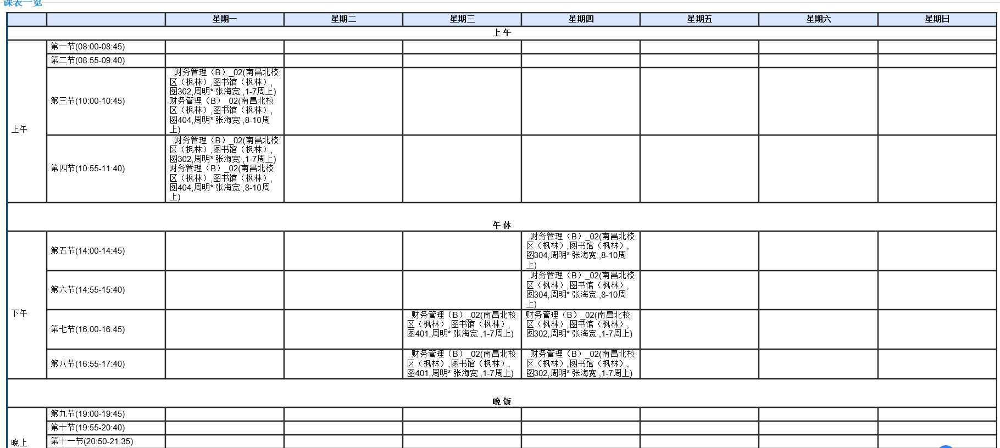 课表一览
星期一 星期二 星期三 星期四 星期五 星期六 星期日
上 午
上午
第一节(08:00-08:45)
第二节(08:55-09:40)
第三节(10:00-10:45)
财务管理（B）_02(南昌北校
区（枫林）,图书馆（枫林）,
图302,周明* 张海宽 ,1-7周上)
财务管理（B）_02(南昌北校
区（枫林）,图书馆（枫林）,
图404,周明* 张海宽 ,8-10周
上)
第四节(10:55-11:40)
财务管理（B）_02(南昌北校
区（枫林）,图书馆（枫林）,
图302,周明* 张海宽 ,1-7周上)
财务管理（B）_02(南昌北校
区（枫林）,图书馆（枫林）,
图404,周明* 张海宽 ,8-10周
上)
午 休
下午
第五节(14:00-14:45)
财务管理（B）_02(南昌北校
区（枫林）,图书馆（枫林）,
图304,周明* 张海宽 ,8-10周
上)
第六节(14:55-15:40)
财务管理（B）_02(南昌北校
区（枫林）,图书馆（枫林）,
图304,周明* 张海宽 ,8-10周
上)
第七节(16:00-16:45)
财务管理（B）_02(南昌北校
区（枫林）,图书馆（枫林）,
图401,周明* 张海宽 ,1-7周上)
财务管理（B）_02(南昌北校
区（枫林）,图书馆（枫林）,
图302,周明* 张海宽 ,1-7周上)
第八节(16:55-17:40)
财务管理（B）_02(南昌北校
区（枫林）,图书馆（枫林）,
图401,周明* 张海宽 ,1-7周上)
财务管理（B）_02(南昌北校
区（枫林）,图书馆（枫林）,
图302,周明* 张海宽 ,1-7周上)
晚 饭
晚上
第九节(19:00-19:45)
第十节(19:55-20:40)
第十一节(20:50-21:35)